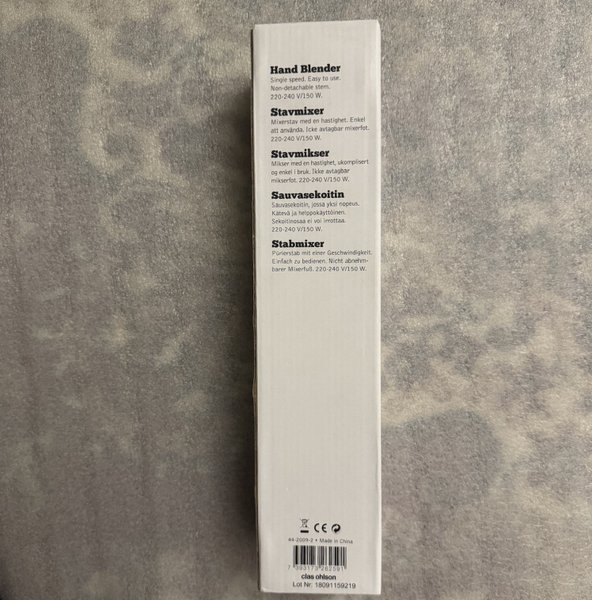 Hand Blender
Single speed. Easy to use.
Non-detachable stem.
220-240 V/150 W.
Stavmixer
Mixerstav med en hastighet. Enkel
att använda. Icke avtagbar mixerfot.
220-240 V/150 W.
Stavmikser
Mikser med en hastighet, ukomplisert
og enkel i bruk. Ikke avtagbar
mikserfot. 220-240 V/150 W.
Sauvasekoitin
Sauvasekoitin, jossa yksi nopeus.
Kätevä ja helppokäyttöinen.
Sekoitinosaa ei voi irrottaa.
220-240 V/150 W.
Stabmixer
Pürierstab mit einer Geschwindigkeit.
Einfach zu bedienen. Nicht abnehm-
barer Mixerfuß. 220-240 V/150 W.
CE
44-2009-2 • Made in China
7 393173 262591
clas ohlson
Lot Nr: 18091159219